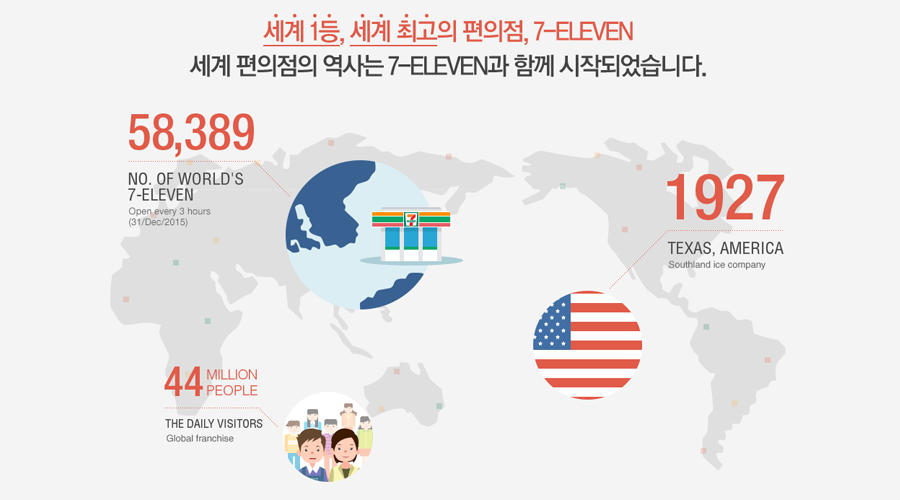 세계 1등, 세계 최고의 편의점, 7-ELEVEN
세계 편의점의 역사는 7-ELEVEN과 함께 시작되었습니다.
58,389
NO. OF WORLD'S
7-ELEVEN
Open every 3 hours
(31/Dec/2015)
7
1927
TEXAS, AMERICA
Southland ice company
44 MILLION
PEOPLE
THE DAILY VISITORS
Global franchise